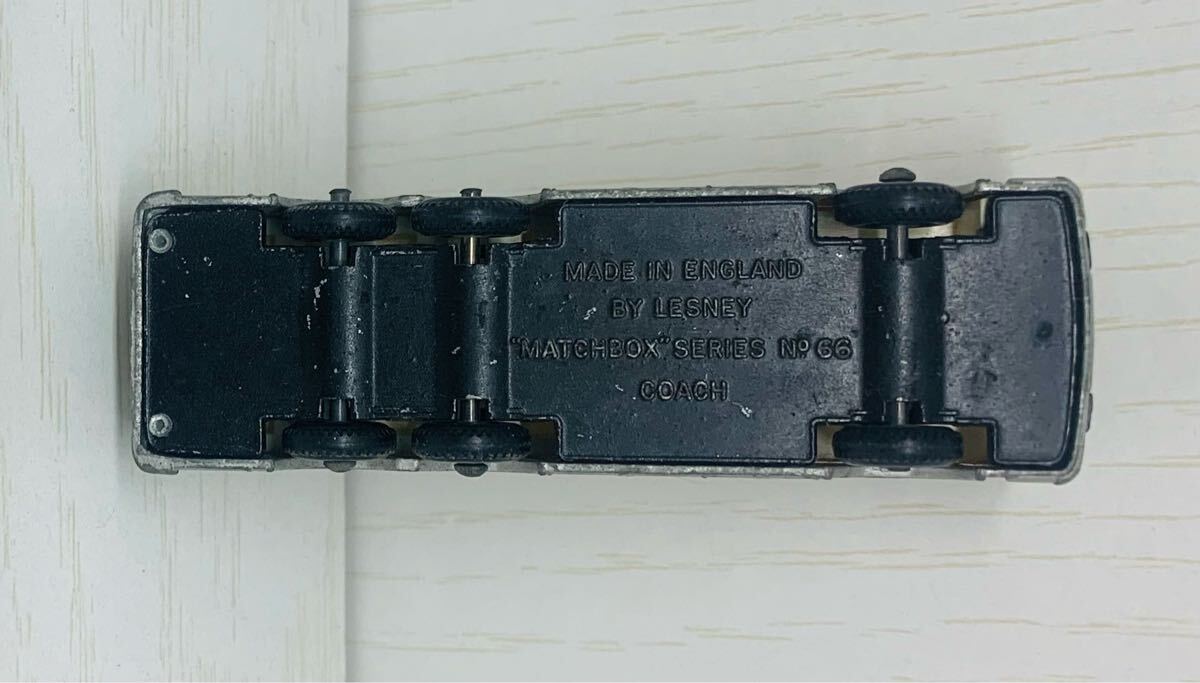 MADE IN ENGLAND
BY LESNEY
"MATCHBOX" SERIES Nº 66
COACH